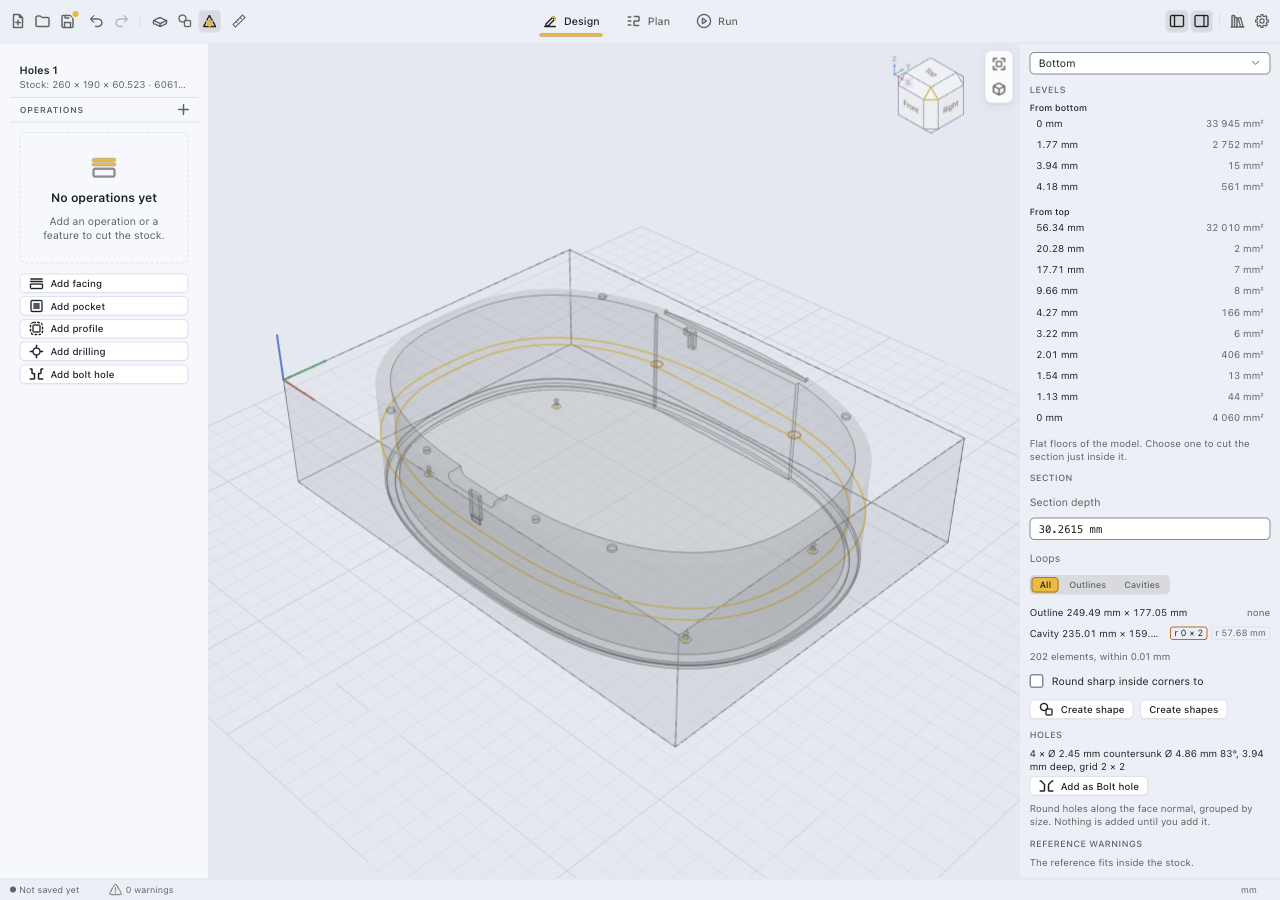 Design
Plan
Run
Holes 1
Stock: 260 × 190 × 60.523 · 6061...
OPERATIONS
No operations yet
Add an operation or a
feature to cut the stock.
Add facing
Add pocket
Add profile
Add drilling
Add bolt hole
Z
Y
X
Top
Front
Right
Bottom
LEVELS
From bottom
0 mm 33 945 mm²
1.77 mm 2 752 mm²
3.94 mm 15 mm²
4.18 mm 561 mm²
From top
56.34 mm 32 010 mm²
20.28 mm 2 mm²
17.71 mm 7 mm²
9.66 mm 8 mm²
4.27 mm 166 mm²
3.22 mm 6 mm²
2.01 mm 406 mm²
1.54 mm 13 mm²
1.13 mm 44 mm²
0 mm 4 060 mm²
Flat floors of the model. Choose one to cut the
section just inside it.
SECTION
Section depth
30.2615 mm
Loops
All Outlines Cavities
Outline 249.49 mm × 177.05 mm none
Cavity 235.01 mm × 159.... r 0 × 2 r 57.68 mm
202 elements, within 0.01 mm
Round sharp inside corners to
Create shape Create shapes
HOLES
4 × Ø 2.45 mm countersunk Ø 4.86 mm 83°, 3.94
mm deep, grid 2 × 2
Add as Bolt hole
Round holes along the face normal, grouped by
size. Nothing is added until you add it.
REFERENCE WARNINGS
The reference fits inside the stock.
Not saved yet
0 warnings
mm